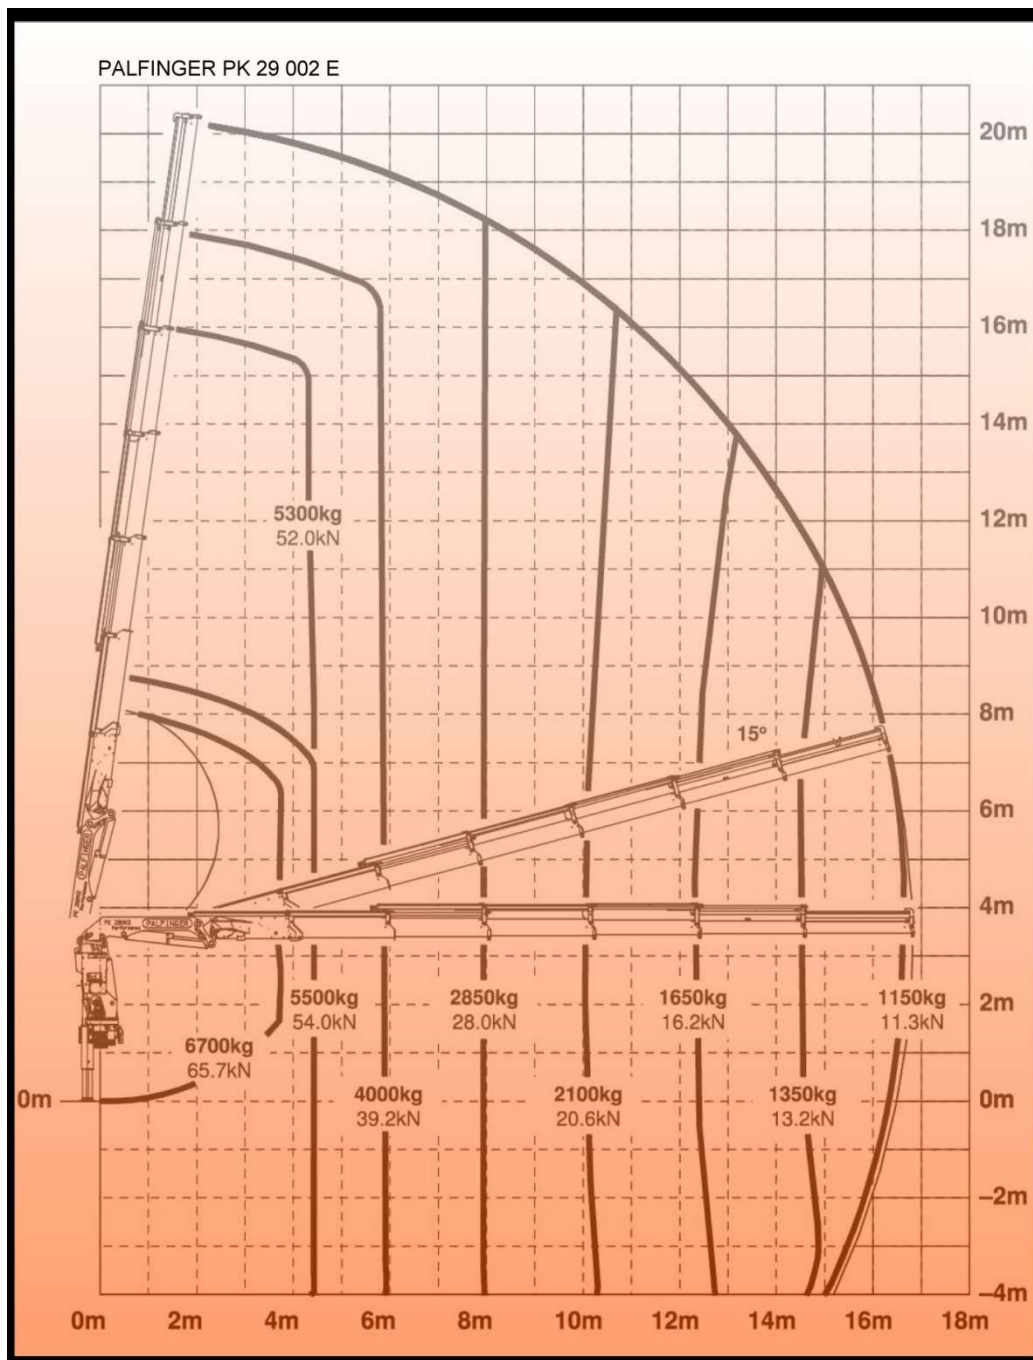 PALFINGER PK 29 002 E
20m
18m
16m
14m
12m
5300kg
52.0kN
10m
8m
15°
6m
4m
PALFINGER
PALFINGER
5500kg 2850kg 1650kg 1150kg
54.0kN 28.0kN 16.2kN 11.3kN
2m
6700kg
65.7kN
4000kg 2100kg 1350kg
39.2kN 20.6kN 13.2kN
0m 0m
–2m
–4m
0m 2m 4m 6m 8m 10m 12m 14m 16m 18m